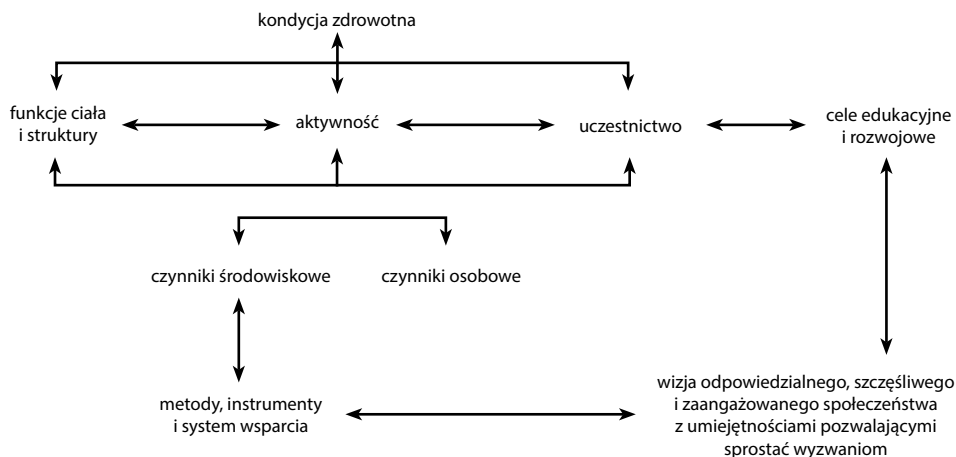 kondycja zdrowotna
funkcje ciała
i struktury
aktywność
uczestnictwo
cele edukacyjne
i rozwojowe
czynniki środowiskowe
czynniki osobowe
metody, instrumenty
i system wsparcia
wizja odpowiedzialnego, szczęśliwego
i zaangażowanego społeczeństwa
z umiejętnościami pozwalającymi
sprostać wyzwaniom